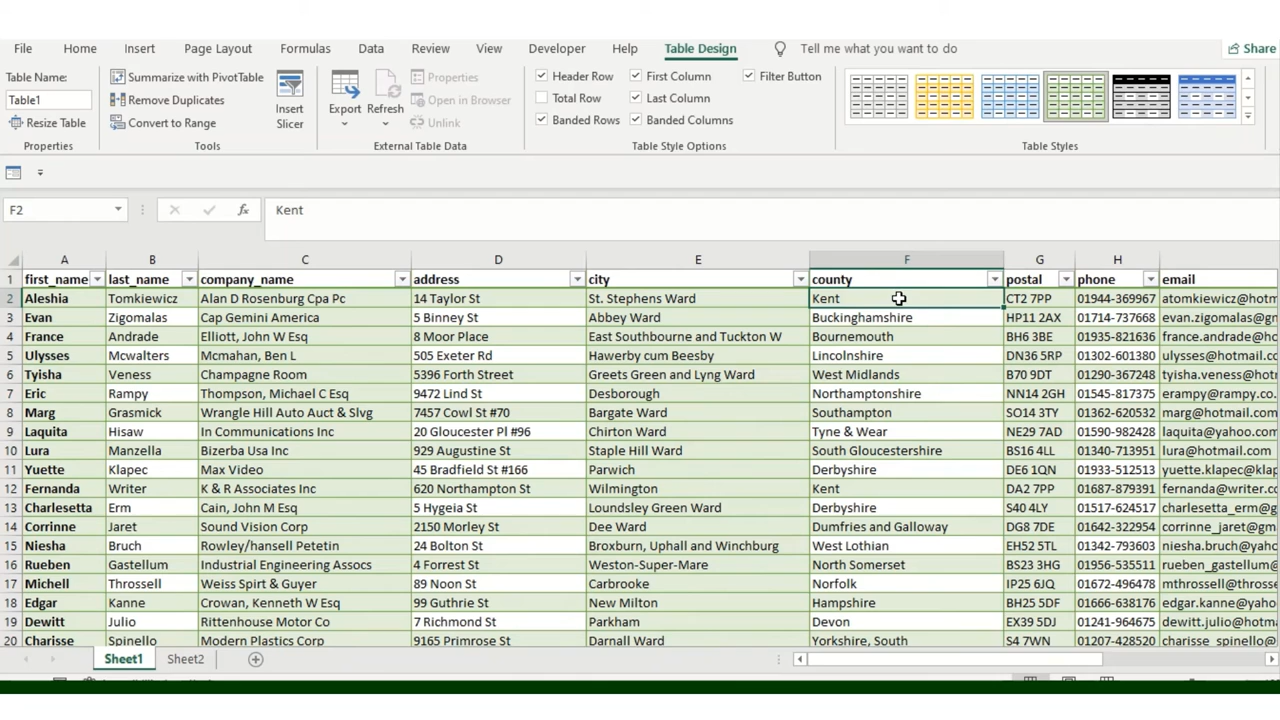 File Home Insert Page Layout Formulas Data Review View Developer Help Table Design Tell me what you want to do Share
Table Name:
Table1
Resize Table
Properties
Summarize with PivotTable
Remove Duplicates
Convert to Range
Tools
Insert
Slicer
Export
Refresh
Properties
Open in Browser
Unlink
External Table Data
Header Row First Column Filter Button
Total Row Last Column
Banded Rows Banded Columns
Table Style Options
Table Styles
F2 fx Kent
A B C D E F G H
1 first_name last_name company_name address city county postal phone email
2 Aleshia Tomkiewicz Alan D Rosenburg Cpa Pc 14 Taylor St St. Stephens Ward Kent CT2 7PP 01944-369967 atomkiewicz@hotm
3 Evan Zigomalas Cap Gemini America 5 Binney St Abbey Ward Buckinghamshire HP11 2AX 01714-737668 evan.zigomalas@gm
4 France Andrade Elliott, John W Esq 8 Moor Place East Southbourne and Tuckton W Bournemouth BH6 3BE 01935-821636 france.andrade@hot
5 Ulysses Mcwalters Mcmahan, Ben L 505 Exeter Rd Hawerby cum Beesby Lincolnshire DN36 5RP 01302-601380 ulysses@hotmail.co
6 Tyisha Veness Champagne Room 5396 Forth Street Greets Green and Lyng Ward West Midlands B70 9DT 01290-367248 tyisha.veness@hotm
7 Eric Rampy Thompson, Michael C Esq 9472 Lind St Desborough Northamptonshire NN14 2GH 01545-817375 erampy@rampy.co.
8 Marg Grasmick Wrangle Hill Auto Auct & Slvg 7457 Cowl St #70 Bargate Ward Southampton SO14 3TY 01362-620532 marg@hotmail.com
9 Laquita Hisaw In Communications Inc 20 Gloucester Pl #96 Chirton Ward Tyne & Wear NE29 7AD 01590-982428 laquita@yahoo.com
10 Lura Manzella Bizerba Usa Inc 929 Augustine St Staple Hill Ward South Gloucestershire BS16 4LL 01340-713951 lura@hotmail.com
11 Yuette Klapec Max Video 45 Bradfield St #166 Parwich Derbyshire DE6 1QN 01933-512513 yuette.klapec@klap
12 Fernanda Writer K & R Associates Inc 620 Northampton St Wilmington Kent DA2 7PP 01687-879391 fernanda@writer.co
13 Charlesetta Erm Cain, John M Esq 5 Hygeia St Loundsley Green Ward Derbyshire S40 4LY 01517-624517 charlesetta_erm@g
14 Corrinne Jaret Sound Vision Corp 2150 Morley St Dee Ward Dumfries and Galloway DG8 7DE 01642-322954 corrinne_jaret@gm
15 Niesha Bruch Rowley/hansell Petetin 24 Bolton St Broxburn, Uphall and Winchburg West Lothian EH52 5TL 01342-793603 niesha.bruch@yaho
16 Rueben Gastellum Industrial Engineering Assocs 4 Forrest St Weston-Super-Mare North Somerset BS23 3HG 01956-535511 rueben_gastellum@
17 Michell Throssell Weiss Spirt & Guyer 89 Noon St Carbrooke Norfolk IP25 6JQ 01672-496478 mthrossell@throsse
18 Edgar Kanne Crowan, Kenneth W Esq 99 Guthrie St New Milton Hampshire BH25 5DF 01666-638176 edgar.kanne@yahoo
19 Dewitt Julio Rittenhouse Motor Co 7 Richmond St Parkham Devon EX39 5DJ 01241-964675 dewitt.julio@hotma
20 Charisse Spinello Modern Plastics Corp 9165 Primrose St Darnall Ward Yorkshire, South S4 7WN 01207-428520 charisse_spinello@
Sheet1 Sheet2